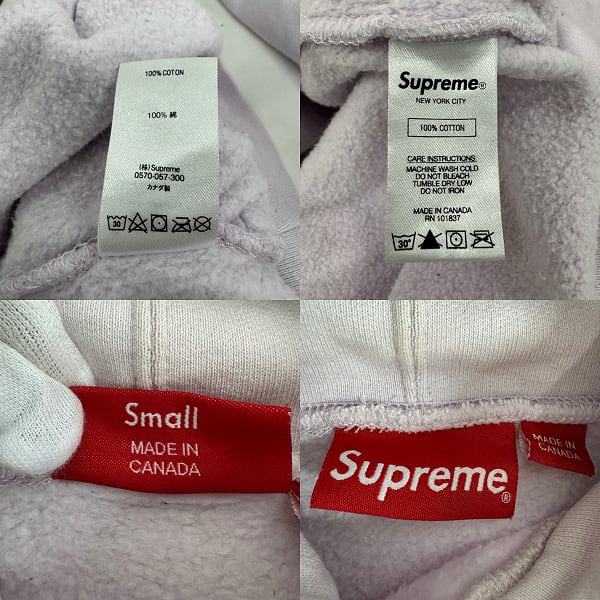 100% COTON
100% 綿
(株) Supreme
0570-057-300
カナダ製
30
Supreme®
NEW YORK CITY
100% COTTON
CARE INSTRUCTIONS:
MACHINE WASH COLD
DO NOT BLEACH
TUMBLE DRY LOW
DO NOT IRON
MADE IN CANADA
RN 101837
30°
Small
MADE IN
CANADA
Supreme®
MADE IN
CANADA